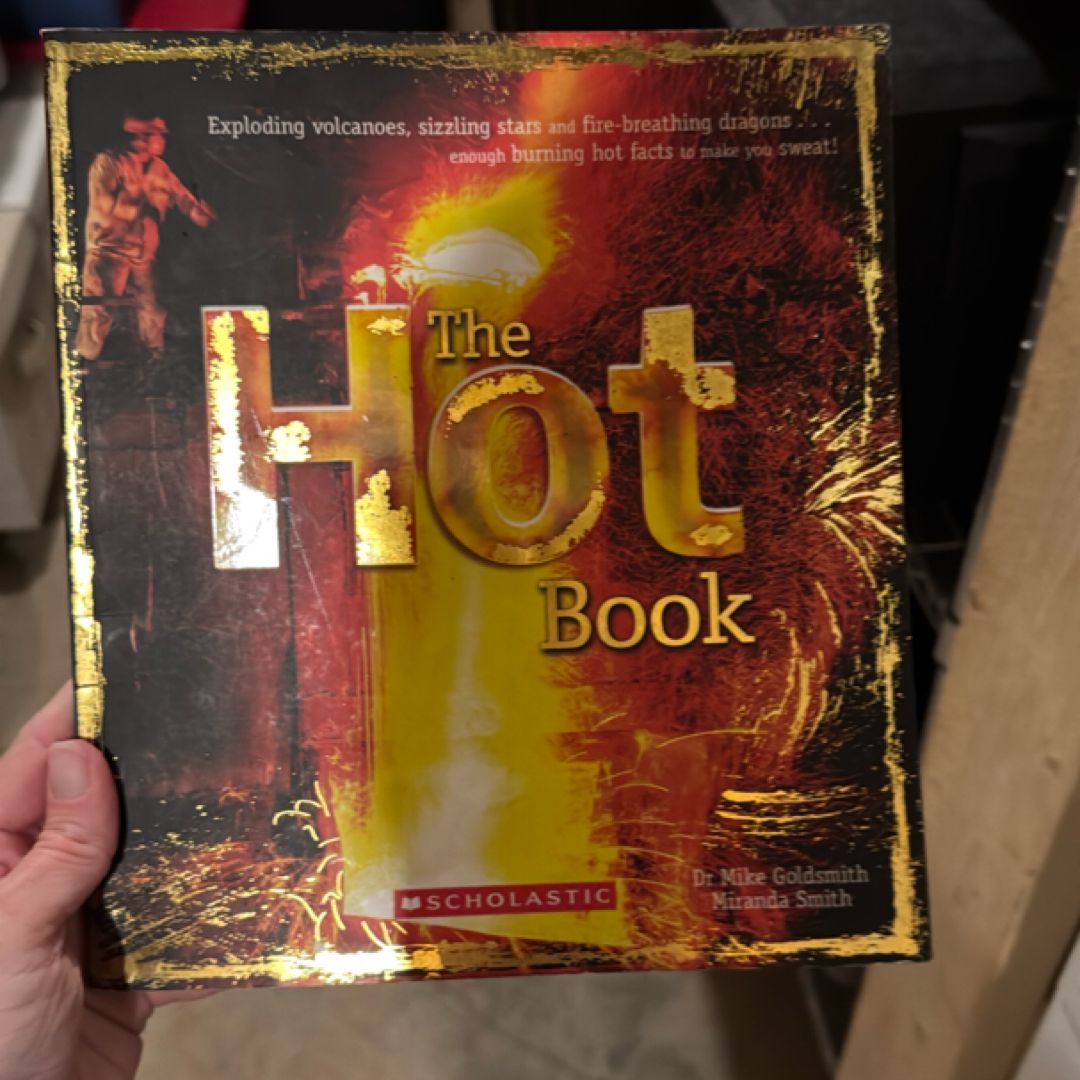 Exploding volcanoes, sizzling stars and fire-breathing dragons . . .
enough burning hot facts to make you sweat!
The
Hot
Book
Dr Mike Goldsmith
Miranda Smith
SCHOLASTIC